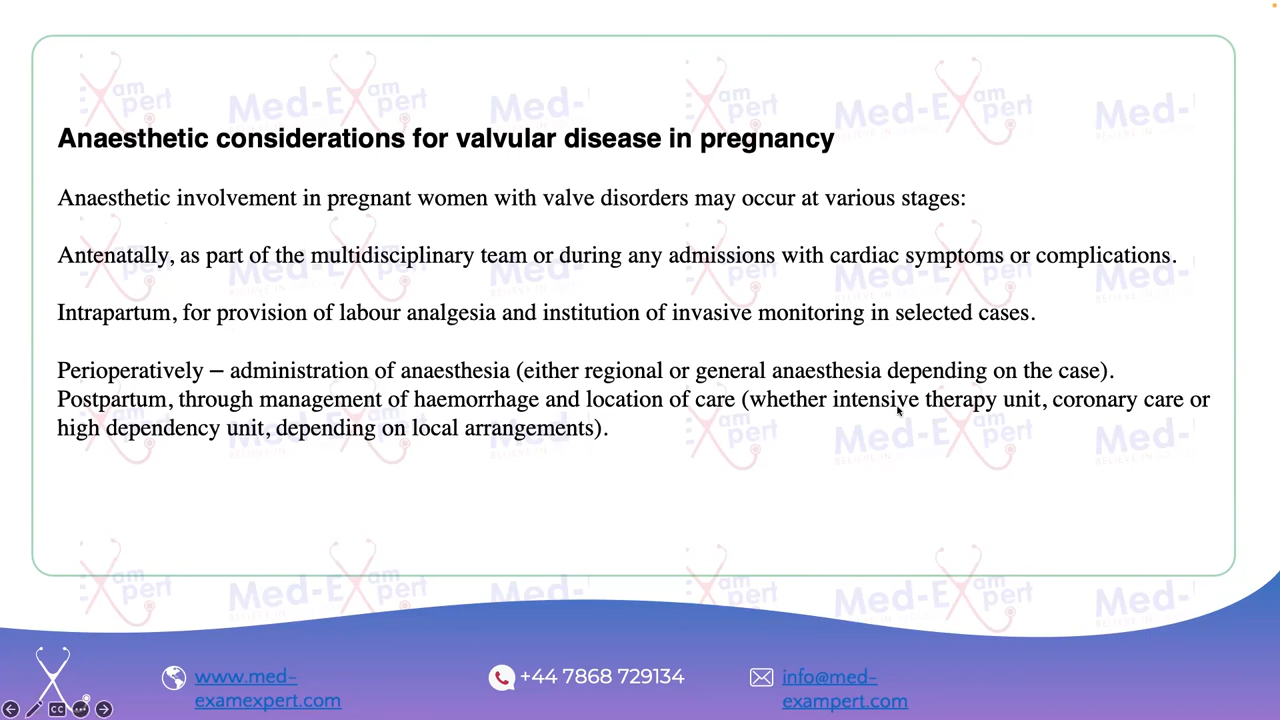 Anaesthetic considerations for valvular disease in pregnancy
Anaesthetic involvement in pregnant women with valve disorders may occur at various stages:
Antenatally, as part of the multidisciplinary team or during any admissions with cardiac symptoms or complications.
Intrapartum, for provision of labour analgesia and institution of invasive monitoring in selected cases.
Perioperatively – administration of anaesthesia (either regional or general anaesthesia depending on the case).
Postpartum, through management of haemorrhage and location of care (whether intensive therapy unit, coronary care or
high dependency unit, depending on local arrangements).
www.med-
examexpert.com
+44 7868 729134
info@med-
exampert.com
CC